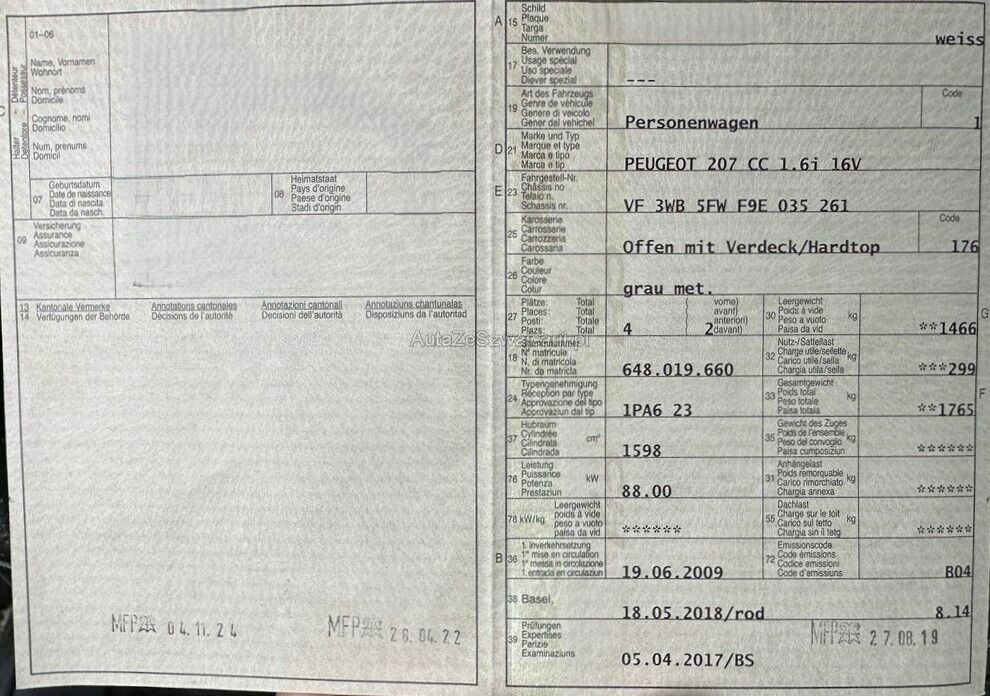 01-06
Halter - Détenteur
Detentore - Possessur
Name, Vornamen
Wohnort
Nom, prénoms
Domicile
Cognome, nomi
Domicilio
Num, prenums
Domicil
07
Geburtsdatum
Date de naissance
Data di nascita
Data da nasch.
08
Heimatstaat
Pays d'origine
Paese d'origine
Stadi d'origin
09
Versicherung
Assurance
Assicurazione
Assicuranza
13 Kantonale Vermerke Annotations cantonales Annotazioni cantonali Annotaziuns chantunalas
14 Verfügungen der Behörde Décisions de l'autorité Decisioni dell'autorità Disposiziuns da l'autoritad
04.11.24
26.04.22
A 15
Schild
Plaque
Targa
Numer
weiss
17
Bes. Verwendung
Usage spécial
Uso speciale
Diever spezial
---
19
Art des Fahrzeugs
Genre de véhicule
Genere di veicolo
Gener dal vehichel
Personenwagen
Code
1
D 21
Marke und Typ
Marque et type
Marca e tipo
Marca e tip
PEUGEOT 207 CC 1.6i 16V
E 23
Fahrgestell-Nr.
Châssis no
Telaio n.
Schassis nr.
VF 3WB 5FW F9E 035 261
25
Karosserie
Carrosserie
Carrozzeria
Carossaria
Offen mit Verdeck/Hardtop
Code
176
26
Farbe
Couleur
Colore
Colur
grau met.
27
Plätze: Total
Places: Total
Posti: Totale
Plazs: Total
4
vorne)
avant)
anteriori)
davant)
2
30
Leergewicht
Poids à vide
Peso a vuoto
Paisa da vid
kg
**1466
G
AutaZeSzwajcarii.pl
18
Stammnummer
N° matricule
N. di matricola
Nr. da matricla
648.019.660
32
Nutz-/Sattellast
Charge utile/sellette
Carico utile/sella
Chargia utila/sella
kg
***299
24
Typengenehmigung
Réception par type
Approvazione del tipo
Approvaziun dal tip
1PA6 23
33
Gesamtgewicht
Poids total
Peso totale
Paisa totala
kg
**1765
F
37
Hubraum
Cylindrée
Cilindrata
Cilindrada
cm³
1598
35
Gewicht des Zuges
Poids de l'ensemble
Peso del convoglio
Paisa cumposiziun
kg
******
76
Leistung
Puissance
Potenza
Prestaziun
kW
88.00
31
Anhängelast
Poids remorquable
Carico rimorchiato
Chargia annexa
kg
******
78 kW/kg
Leergewicht
poids à vide
peso a vuoto
paisa da vid
******
55
Dachlast
Charge sur le toit
Carico sul tetto
Chargia sin il tetg
kg
******
B 36
1. Inverkehrsetzung
1re mise en circulation
1a messa in circolazione
1. entrada en circulaziun
19.06.2009
72
Emissionscode
Code émissions
Codice emissioni
Code d'emissiuns
B04
38 Basel,
18.05.2018/rod
8.14
39
Prüfungen
Expertises
Perizie
Examinaziuns
05.04.2017/BS
27.08.19